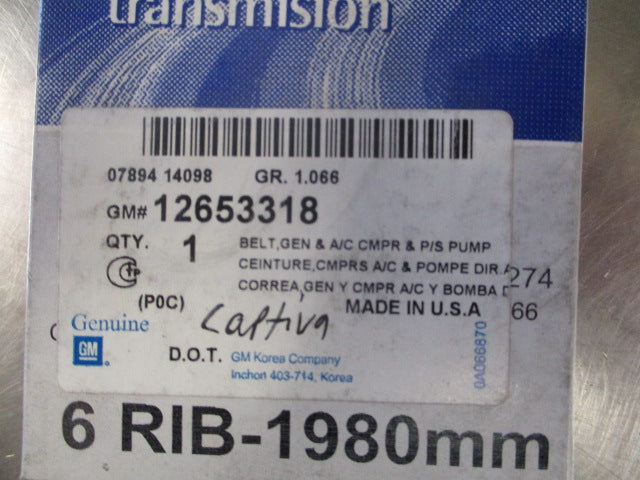 transmisión
07894 14098 GR. 1.066
GM# 12653318
QTY. 1 BELT,GEN & A/C CMPR & P/S PUMP
CEINTURE,CMPRS A/C & POMPE DIR.A
CORREA,GEN Y CMPR A/C Y BOMBA D
274
(P0C) Captiva MADE IN U.S.A 66
Genuine
GM
D.O.T. GM Korea Company
Inchon 403-714, Korea
0A066870
6 RIB-1980mm